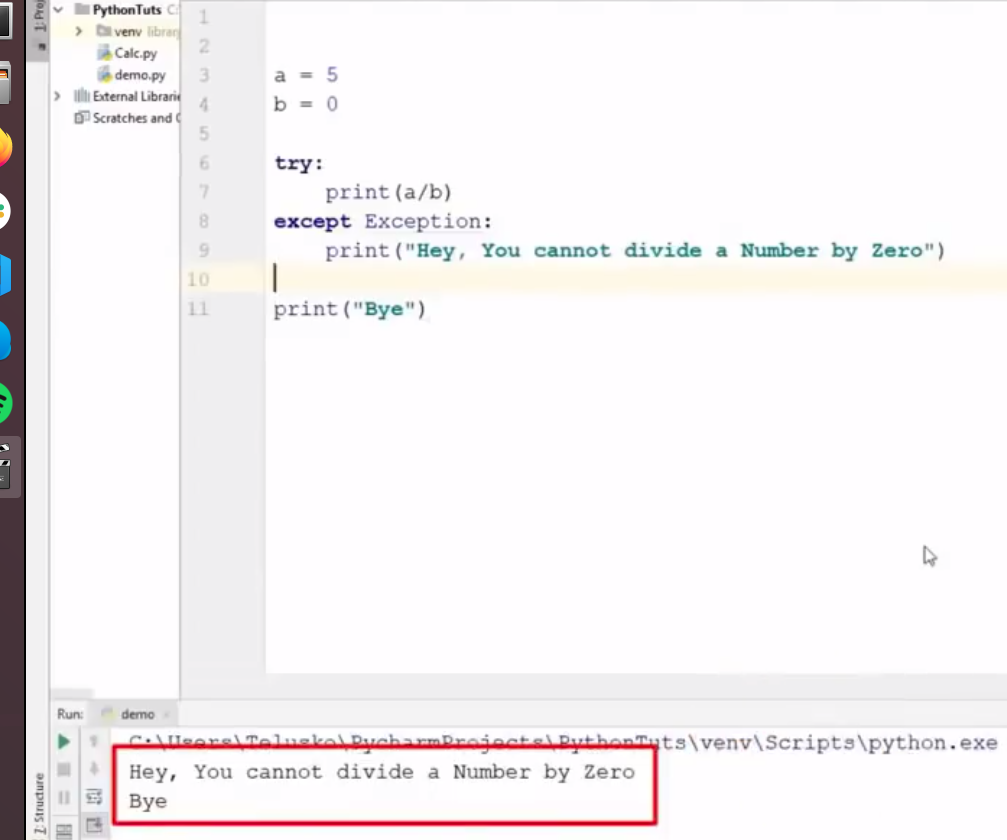 1: Proj
PythonTuts C:
venv librar
Calc.py
demo.py
External Librarie
Scratches and C
1
2
3 a = 5
4 b = 0
5
6 try:
7 print(a/b)
8 except Exception:
9 print("Hey, You cannot divide a Number by Zero")
10
11 print("Bye")
Run: demo
C:\Users\Telusko\PycharmProjects\PythonTuts\venv\Scripts\python.exe
Hey, You cannot divide a Number by Zero
Bye
7: Structure